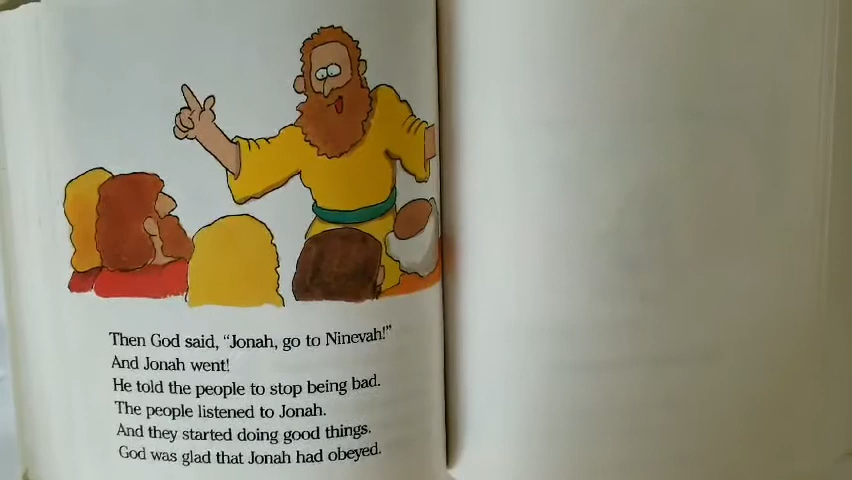 Then God said, “Jonah, go to Ninevah!”
And Jonah went!
He told the people to stop being bad.
The people listened to Jonah.
And they started doing good things.
God was glad that Jonah had obeyed.